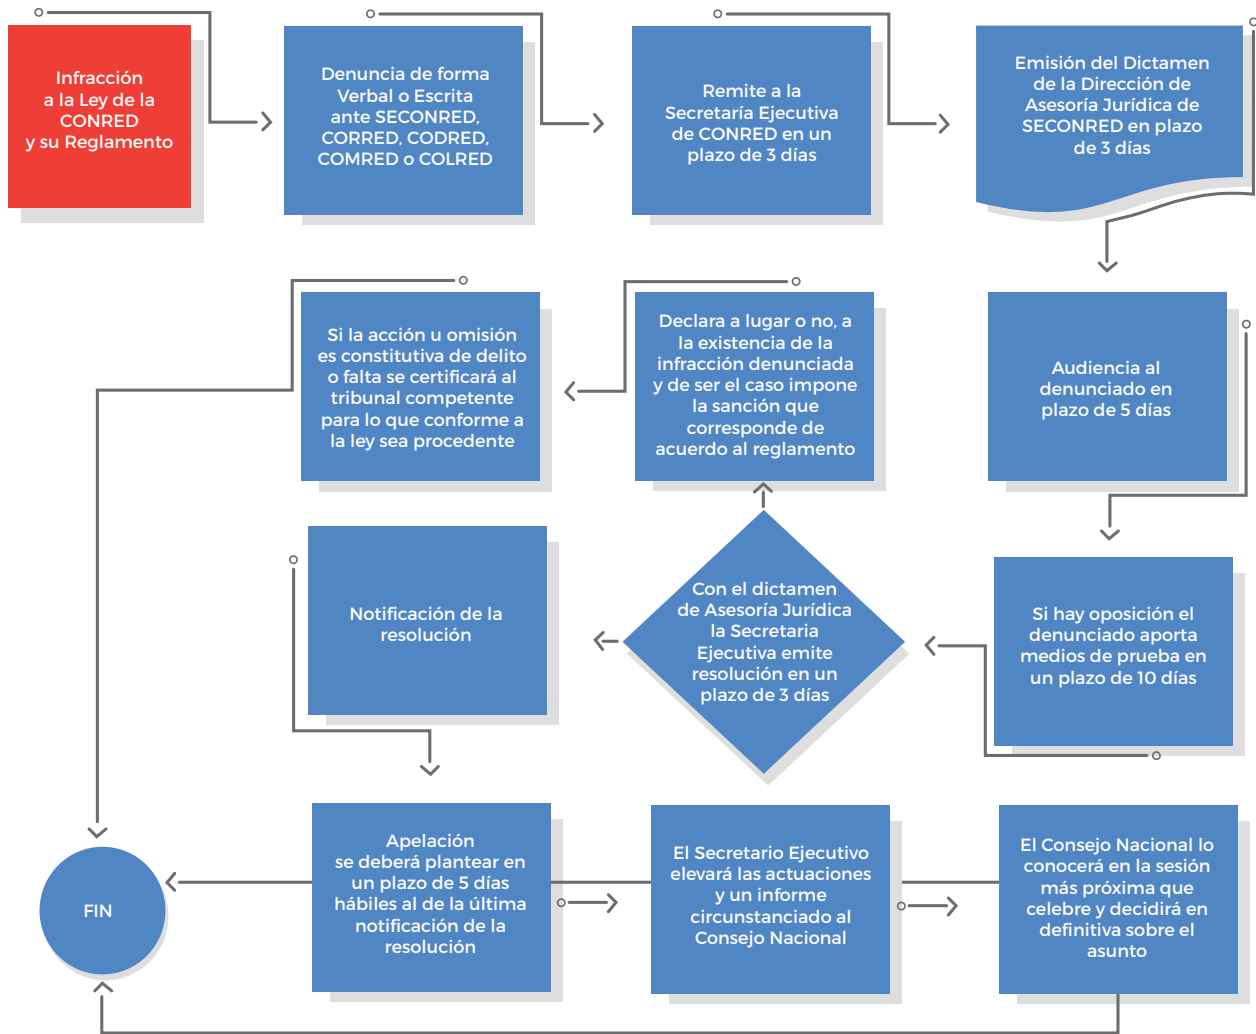 Infracción
a la Ley de la
CONRED
y su Reglamento
Denuncia de forma
Verbal o Escrita
ante SECONRED,
CORRED, CODRED,
COMRED o COLRED
Remite a la
Secretaría Ejecutiva
de CONRED en un
plazo de 3 días
Emisión del Dictamen
de la Dirección de
Asesoría Jurídica de
SECONRED en plazo
de 3 días
Audiencia al
denunciado en
plazo de 5 días
Si hay oposición el
denunciado aporta
medios de prueba en
un plazo de 10 días
Con el dictamen
de Asesoría Jurídica
la Secretaria
Ejecutiva emite
resolución en un
plazo de 3 días
Declara a lugar o no, a
la existencia de la
infracción denunciada
y de ser el caso impone
la sanción que
corresponde de
acuerdo al reglamento
Si la acción u omisión
es constitutiva de delito
o falta se certificará al
tribunal competente
para lo que conforme a
la ley sea procedente
Notificación de la
resolución
Apelación
se deberá plantear en
un plazo de 5 días
hábiles al de la última
notificación de la
resolución
El Secretario Ejecutivo
elevará las actuaciones
y un informe
circunstanciado al
Consejo Nacional
El Consejo Nacional lo
conocerá en la sesión
más próxima que
celebre y decidirá en
definitiva sobre el
asunto
FIN